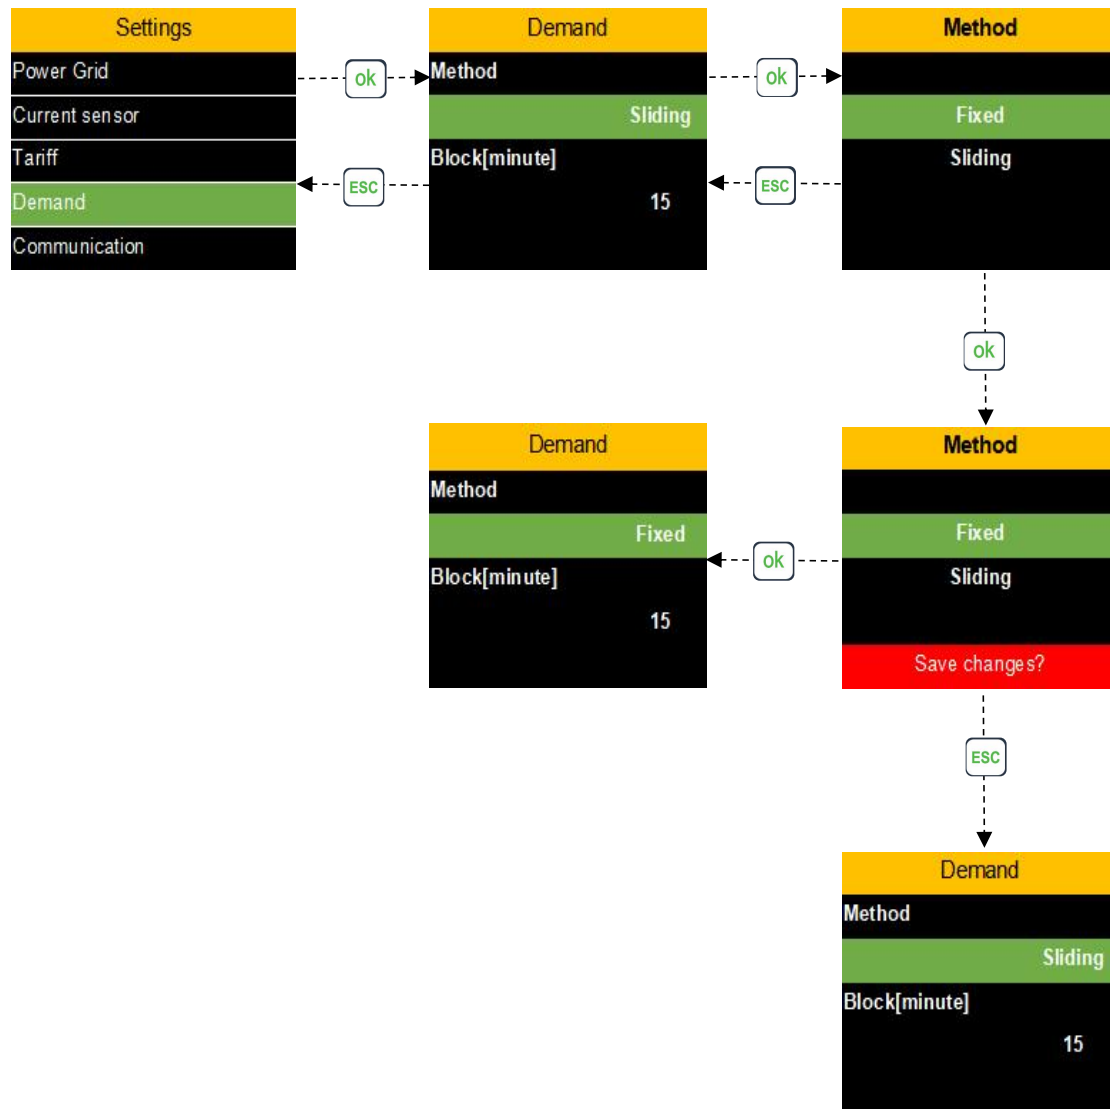 Settings
Power Grid
Current sensor
Tariff
Demand
Communication
ok
ESC
Demand
Method
Sliding
Block[minute]
15
ok
ESC
Method
Fixed
Sliding
ok
Method
Fixed
Sliding
Save changes?
ok
Demand
Method
Fixed
Block[minute]
15
ESC
Demand
Method
Sliding
Block[minute]
15